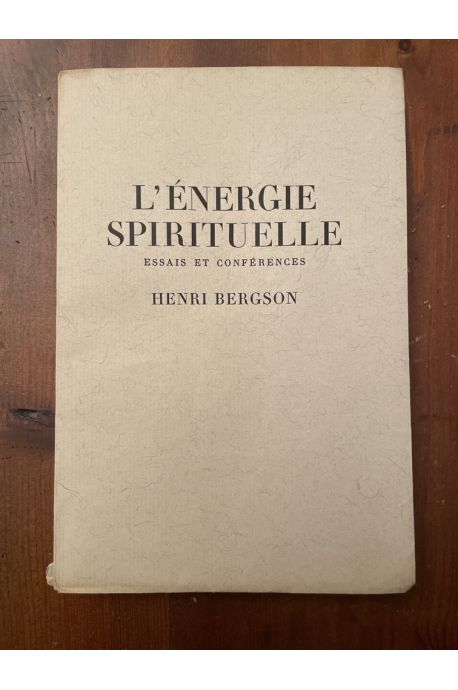 L'ÉNERGIE
SPIRITUELLE
ESSAIS ET CONFÉRENCES
HENRI BERGSON